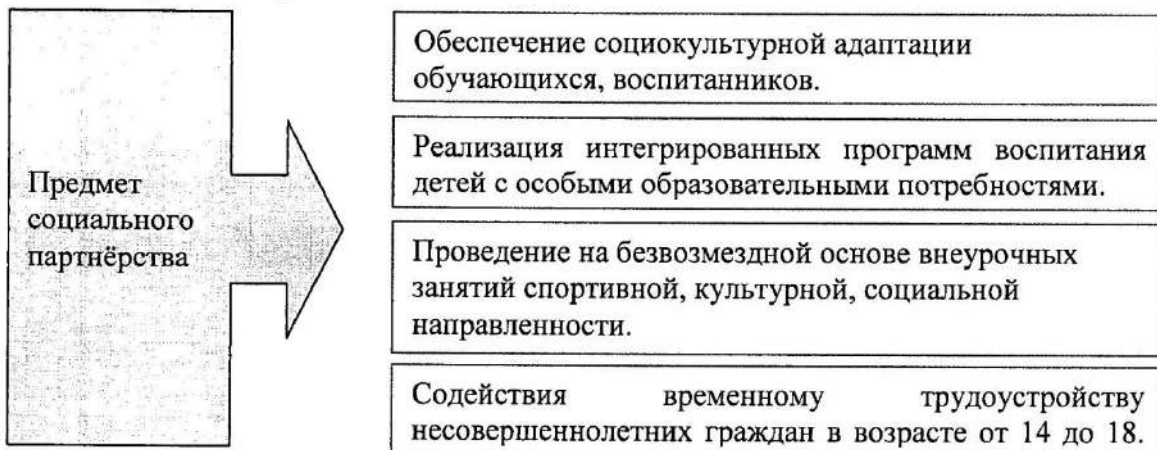 Предмет
социального
партнёрства
Обеспечение социокультурной адаптации
обучающихся, воспитанников.
Реализация интегрированных программ воспитания
детей с особыми образовательными потребностями.
Проведение на безвозмездной основе внеурочных
занятий спортивной, культурной, социальной
направленности.
Содействия временному трудоустройству
несовершеннолетних граждан в возрасте от 14 до 18.